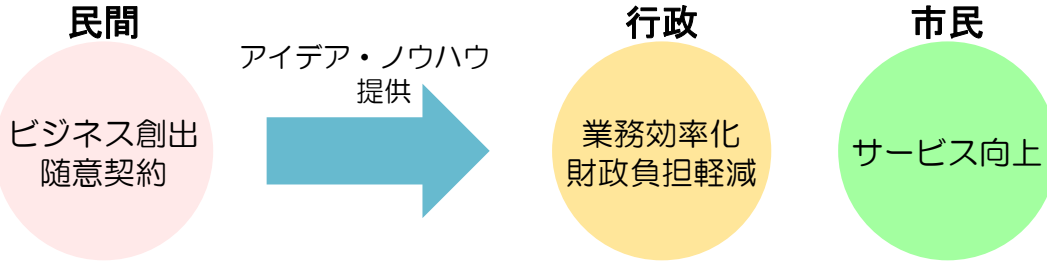 民間
ビジネス創出
随意契約
アイデア・ノウハウ
提供
行政
業務効率化
財政負担軽減
市民
サービス向上